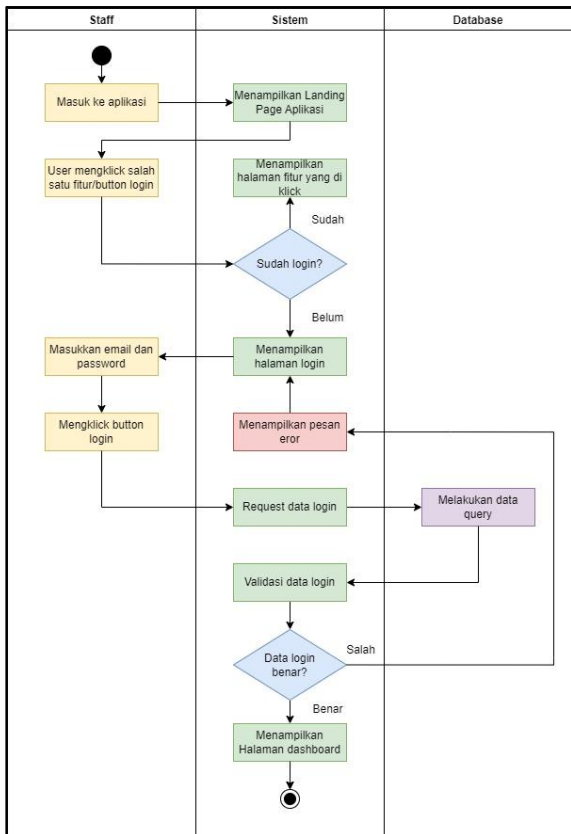 Staff
Sistem
Database
Masuk ke aplikasi
Menampilkan Landing
Page Aplikasi
User mengklick salah
satu fitur/button login
Menampilkan
halaman fitur yang di
klick
Sudah
Sudah login?
Belum
Masukkan email dan
password
Menampilkan
halaman login
Mengklick button
login
Menampilkan pesan
eror
Request data login
Melakukan data
query
Validasi data login
Data login
benar?
Salah
Benar
Menampilkan
Halaman dashboard